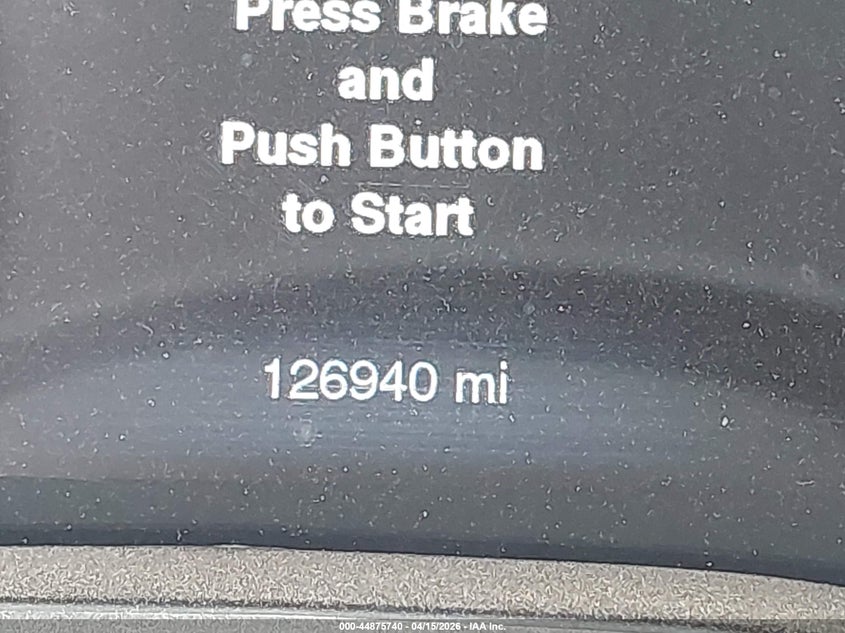 Press Brake
and
Push Button
to Start
126940 mi
000-44875740 - 04/15/2026 - IAA Inc.